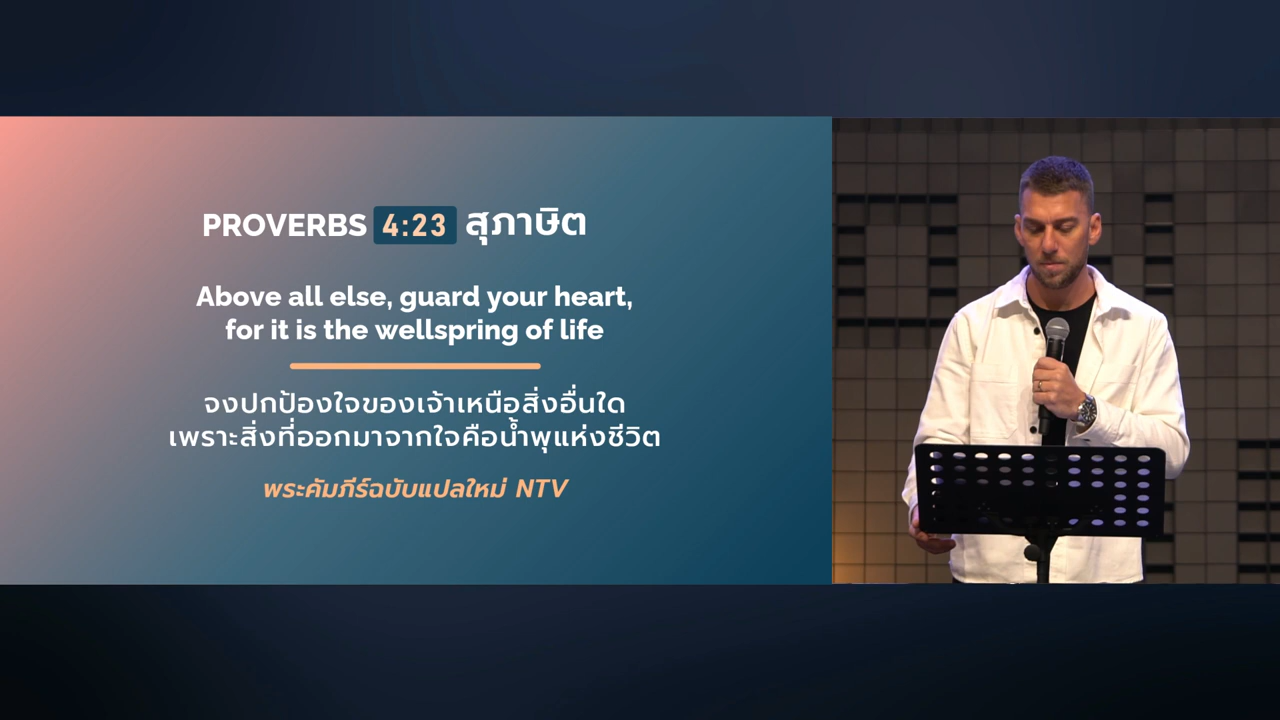 PROVERBS 4:23 สุภาษิต
Above all else, guard your heart,
for it is the wellspring of life
จงปกป้องใจของเจ้าเหนือสิ่งอื่นใด
เพราะสิ่งที่ออกมาจากใจคือน้ำพุแห่งชีวิต
พระคัมภีร์ฉบับแปลใหม่ NTV